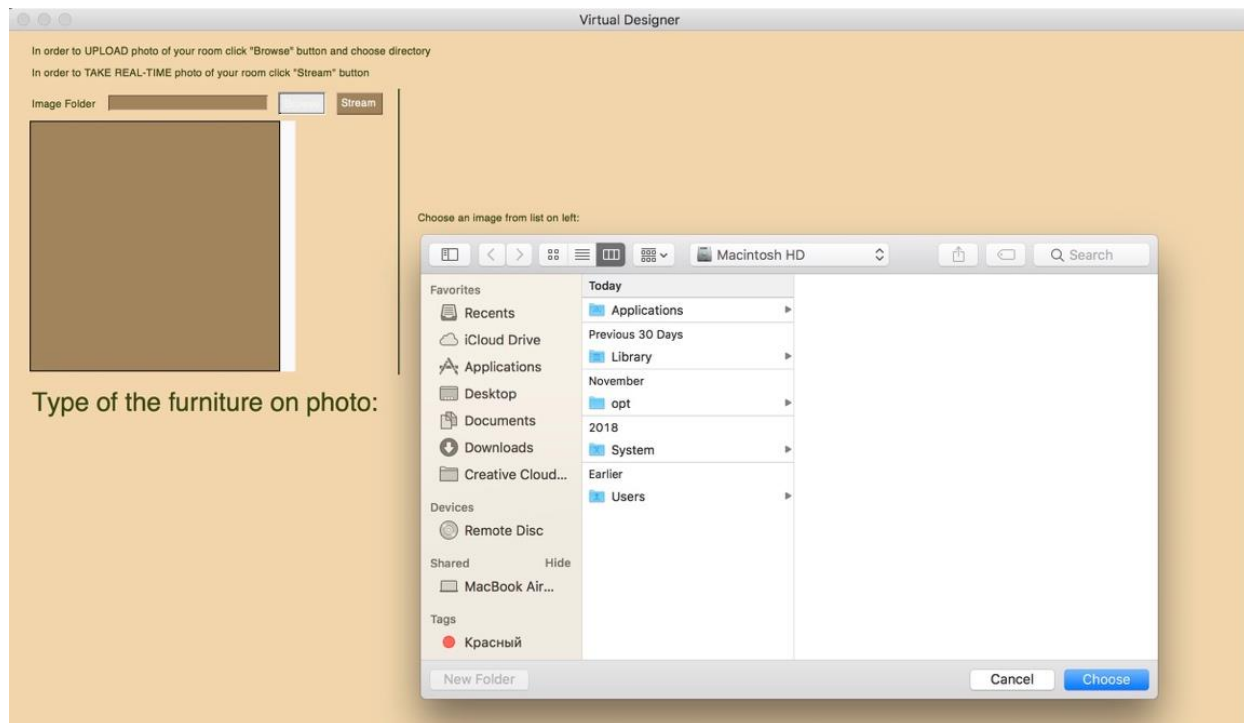 Virtual Designer
In order to UPLOAD photo of your room click "Browse" button and choose directory
In order to TAKE REAL-TIME photo of your room click "Stream" button
Image Folder Browse Stream
Choose an image from list on left:
Type of the furniture on photo:
Macintosh HD
Search
Favorites
Recents
iCloud Drive
Applications
Desktop
Documents
Downloads
Creative Cloud...
Devices
Remote Disc
Shared Hide
MacBook Air...
Tags
Красный
Today
Applications
Previous 30 Days
Library
November
opt
2018
System
Earlier
Users
New Folder
Cancel
Choose